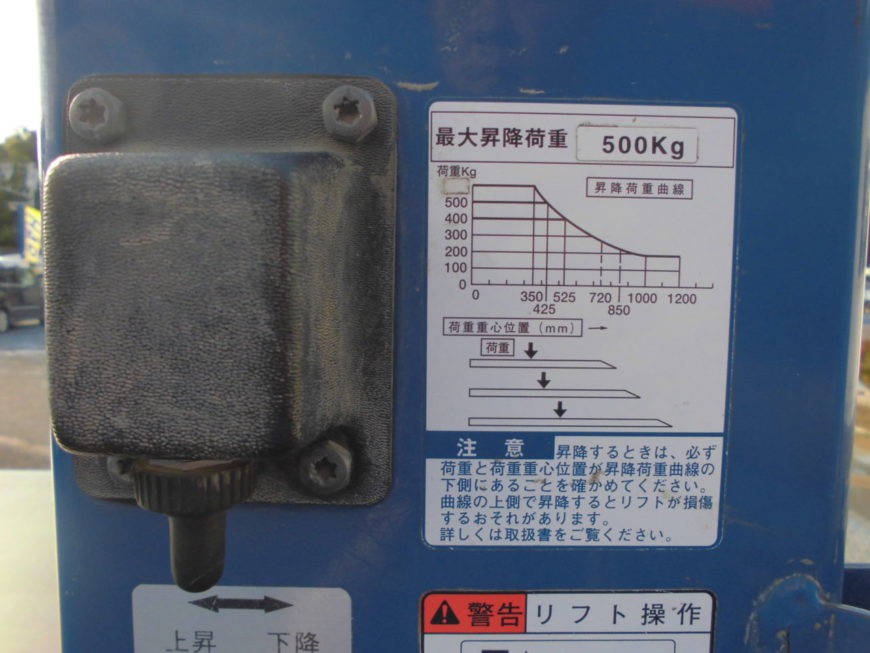 最大昇降荷重 500Kg
荷重Kg
昇降荷重曲線
500
400
300
200
100
0
0 350 525 720 1000 1200
425 850
荷重重心位置(mm)→
荷重
注意 昇降するときは、必ず
荷重と荷重重心位置が昇降荷重曲線の
下側にあることを確かめてください。
曲線の上側で昇降するとリフトが損傷
するおそれがあります。
詳しくは取扱書をご覧ください。
上昇 下降
警告 リフト操作